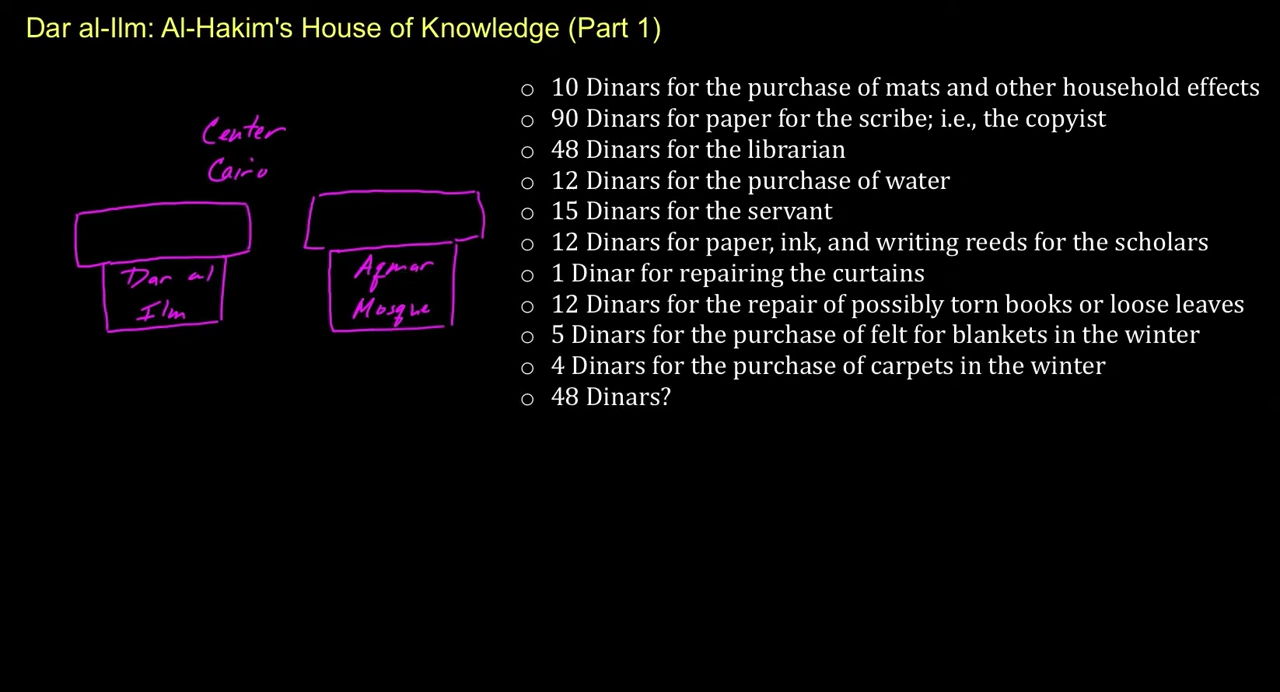 Dar al-Ilm: Al-Hakim's House of Knowledge (Part 1)
Center
Cairo
Dar al
Ilm
Aqmar
Mosque
○ 10 Dinars for the purchase of mats and other household effects
○ 90 Dinars for paper for the scribe; i.e., the copyist
○ 48 Dinars for the librarian
○ 12 Dinars for the purchase of water
○ 15 Dinars for the servant
○ 12 Dinars for paper, ink, and writing reeds for the scholars
○ 1 Dinar for repairing the curtains
○ 12 Dinars for the repair of possibly torn books or loose leaves
○ 5 Dinars for the purchase of felt for blankets in the winter
○ 4 Dinars for the purchase of carpets in the winter
○ 48 Dinars?